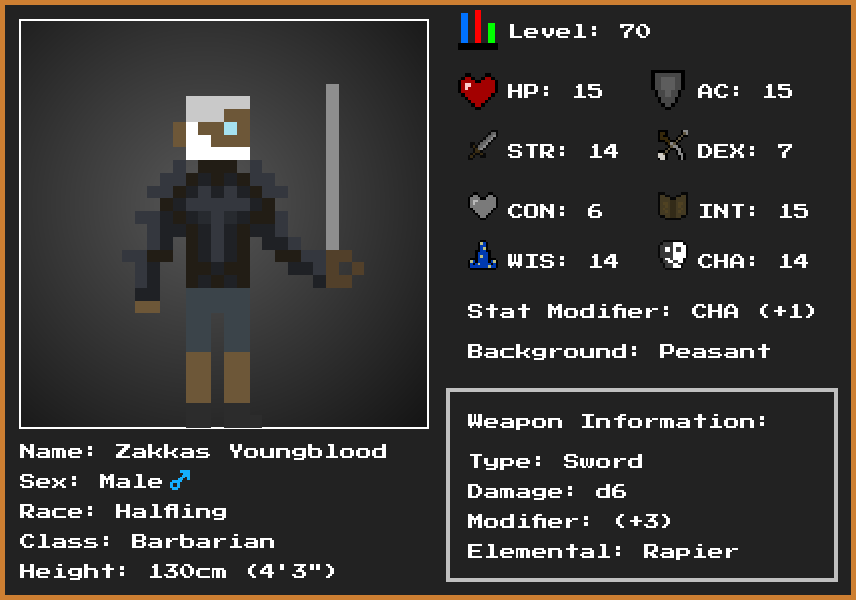 Level: 70
HP: 15 AC: 15
STR: 14 DEX: 7
CON: 6 INT: 15
WIS: 14 CHA: 14
Stat Modifier: CHA (+1)
Background: Peasant
Weapon Information:
Type: Sword
Damage: d6
Modifier: (+3)
Elemental: Rapier
Name: Zakkas Youngblood
Sex: Male♂
Race: Halfling
Class: Barbarian
Height: 130cm (4'3")